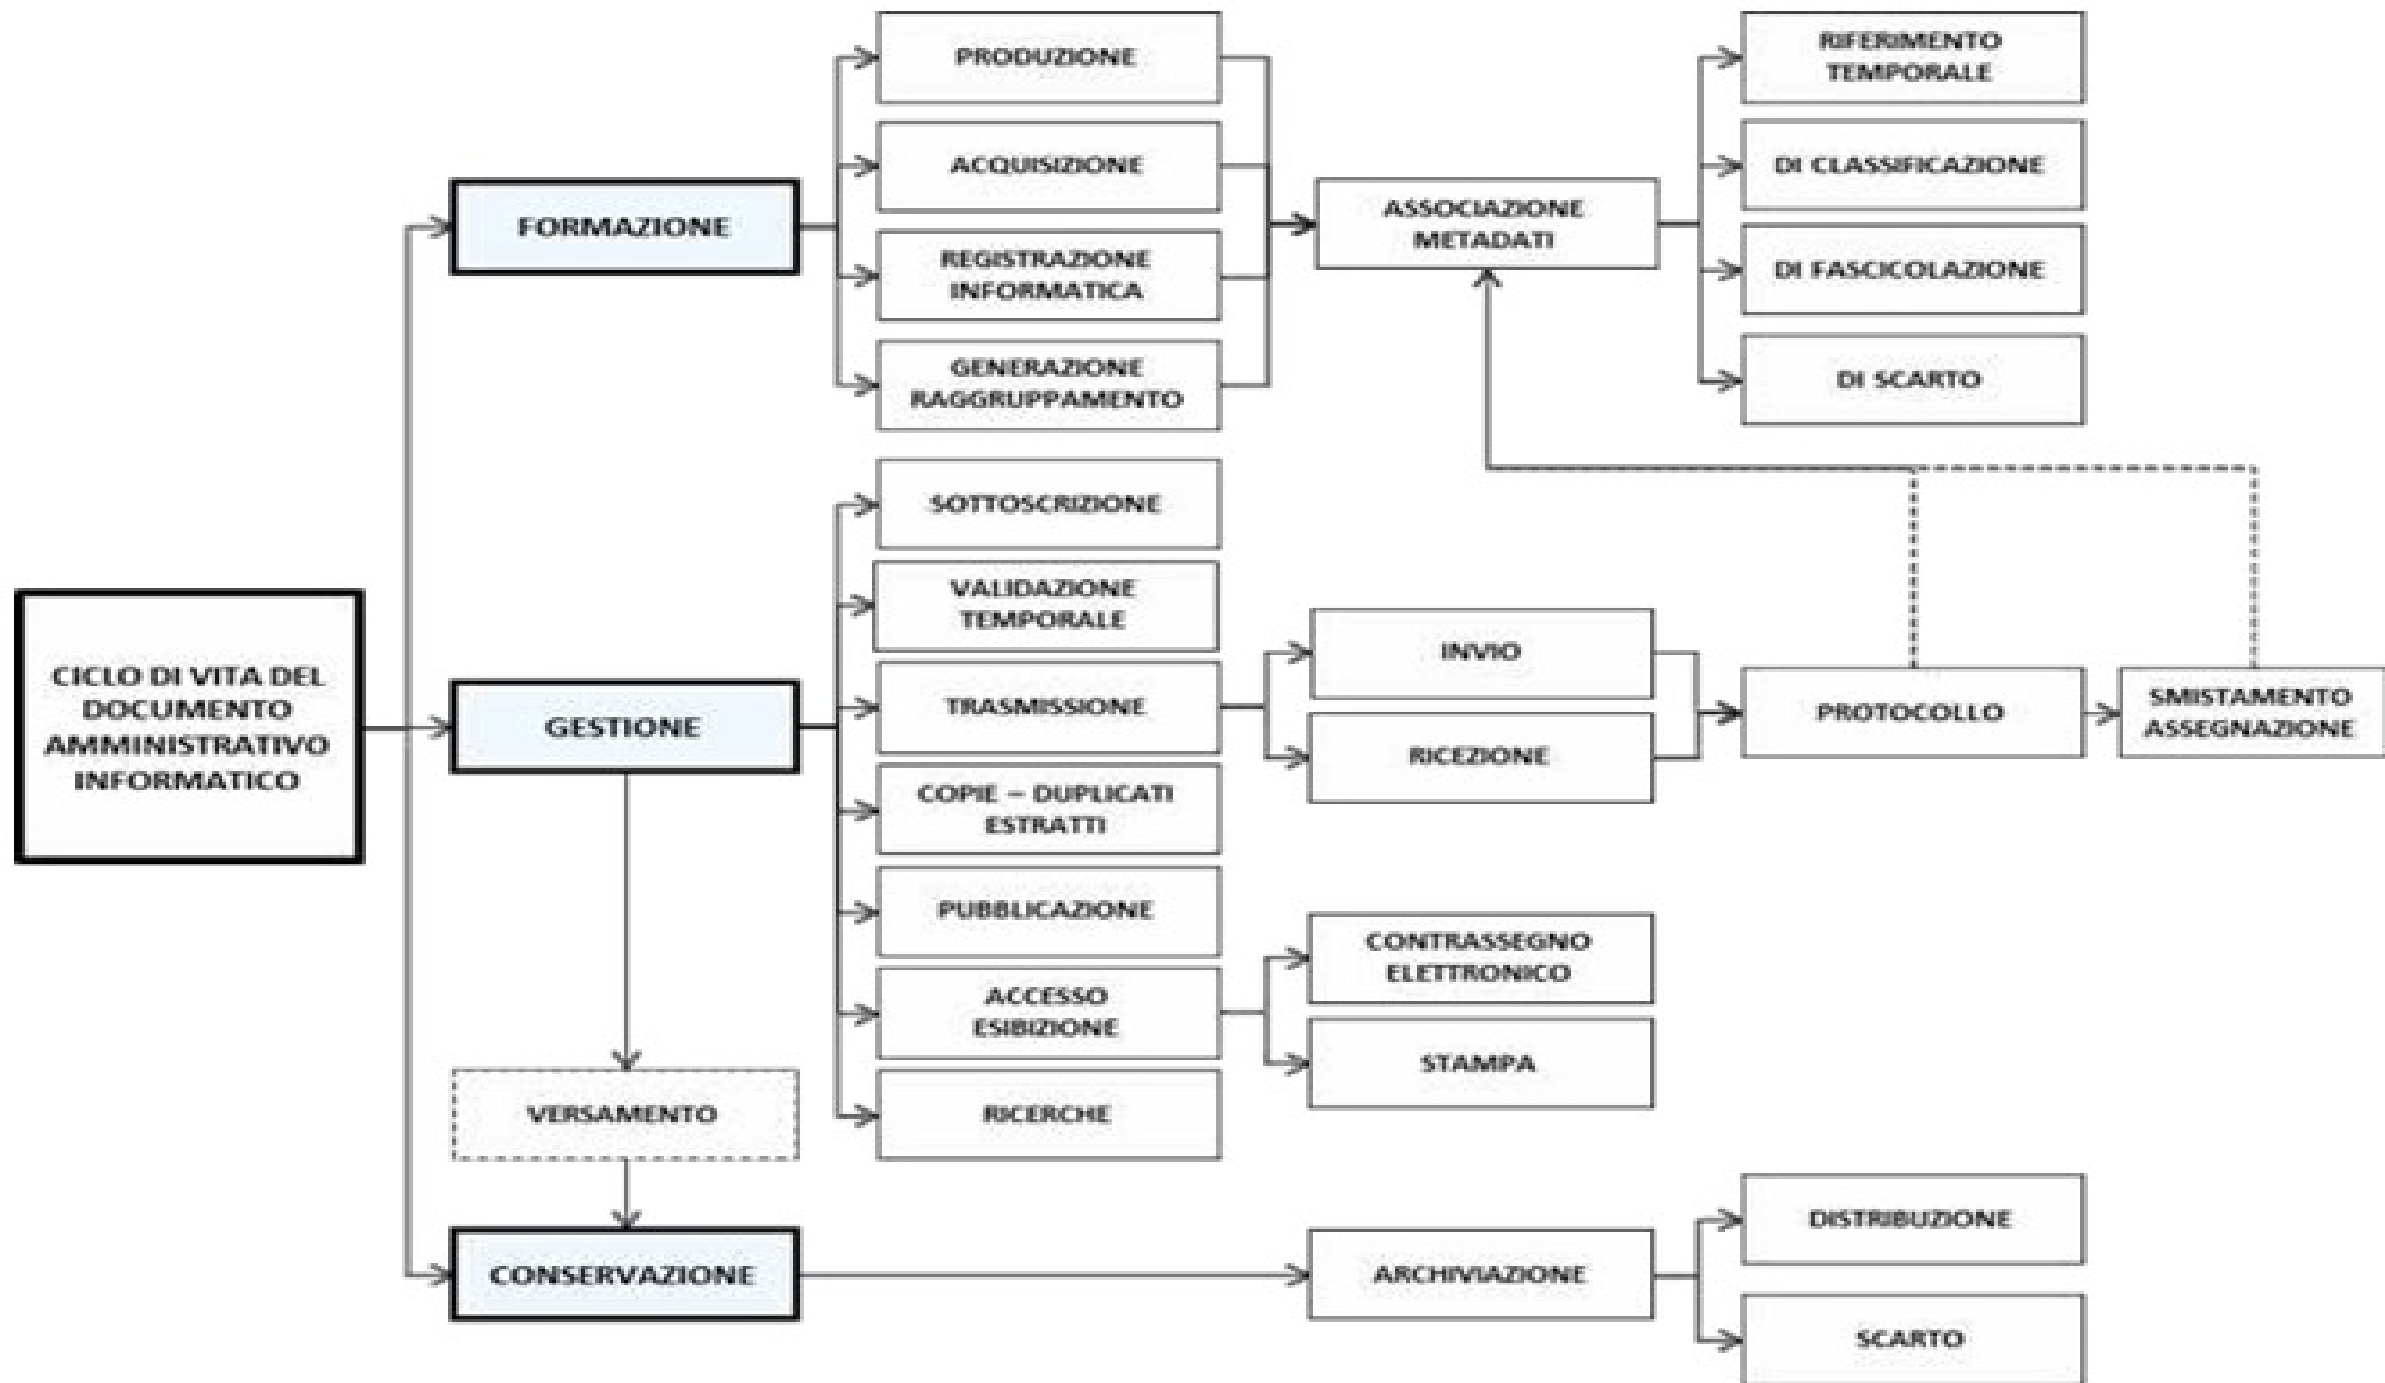 CICLO DI VITA DEL
DOCUMENTO
AMMINISTRATIVO
INFORMATICO
FORMAZIONE
PRODUZIONE
ACQUISIZIONE
REGISTRAZIONE
INFORMATICA
GENERAZIONE
RAGGRUPPAMENTO
ASSOCIAZIONE
METADATI
RIFERIMENTO
TEMPORALE
DI CLASSIFICAZIONE
DI FASCICOLAZIONE
DI SCARTO
GESTIONE
SOTTOSCRIZIONE
VALIDAZIONE
TEMPORALE
TRASMISSIONE
INVIO
RICEZIONE
PROTOCOLLO
SMISTAMENTO
ASSEGNAZIONE
COPIE – DUPLICATI
ESTRATTI
PUBBLICAZIONE
ACCESSO
ESIBIZIONE
CONTRASSEGNO
ELETTRONICO
STAMPA
RICERCHE
VERSAMENTO
CONSERVAZIONE
ARCHIVIAZIONE
DISTRIBUZIONE
SCARTO